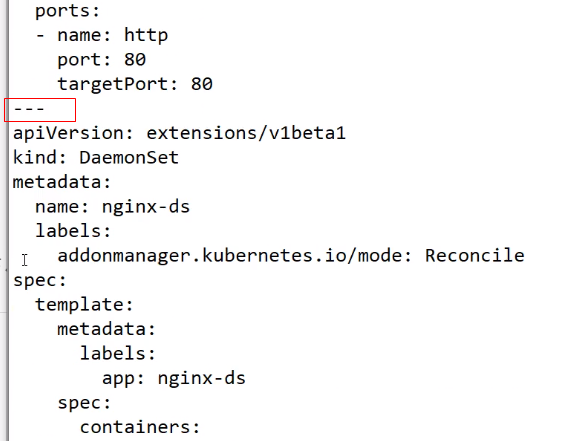 ports:
  - name: http
    port: 80
    targetPort: 80
---
apiVersion: extensions/v1beta1
kind: DaemonSet
metadata:
  name: nginx-ds
  labels:
    addonmanager.kubernetes.io/mode: Reconcile
spec:
  template:
    metadata:
      labels:
        app: nginx-ds
    spec:
      containers: